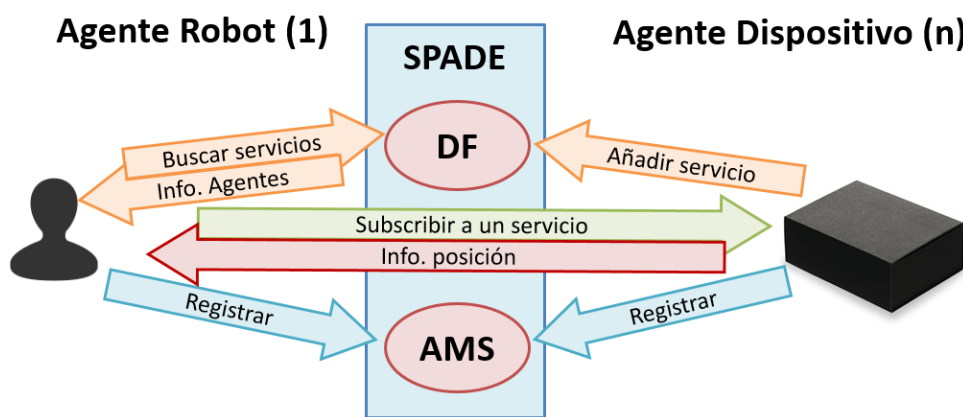 Agente Robot (1)
Agente Dispositivo (n)
SPADE
DF
Buscar servicios
Info. Agentes
Añadir servicio
Subscribir a un servicio
Info. posición
Registrar
Registrar
AMS